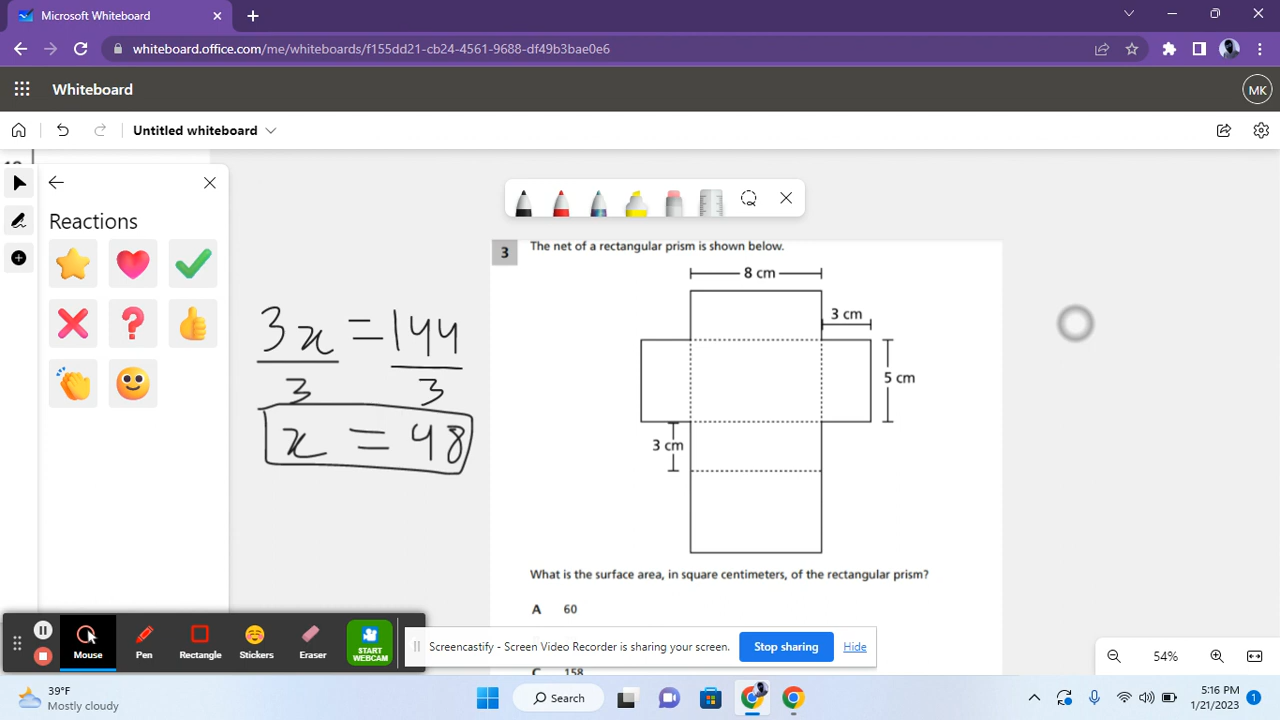 Microsoft Whiteboard
whiteboard.office.com/me/whiteboards/f155dd21-cb24-4561-9688-df49b3bae0e6
Whiteboard
MK
Untitled whiteboard
Reactions
3x = 144
3 3
x = 48
3 The net of a rectangular prism is shown below.
8 cm
3 cm
5 cm
3 cm
What is the surface area, in square centimeters, of the rectangular prism?
A 60
C 158
Mouse
Pen
Rectangle
Stickers
Eraser
START
WEBCAM
Screencastify - Screen Video Recorder is sharing your screen.
Stop sharing
Hide
54%
39°F
Mostly cloudy
Search
5:16 PM
1/21/2023
1